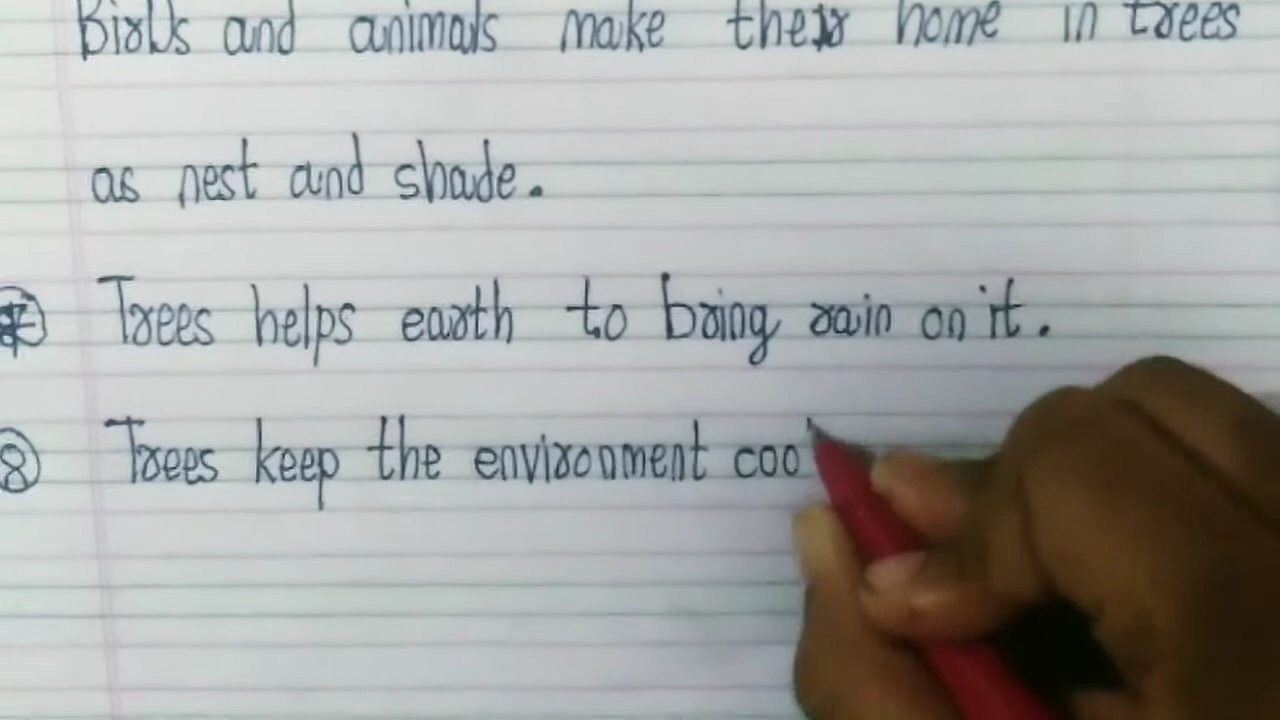 Birds and animals make their home in trees
as nest and shade.
7 Trees helps earth to bring rain on it.
8 Trees keep the environment coo